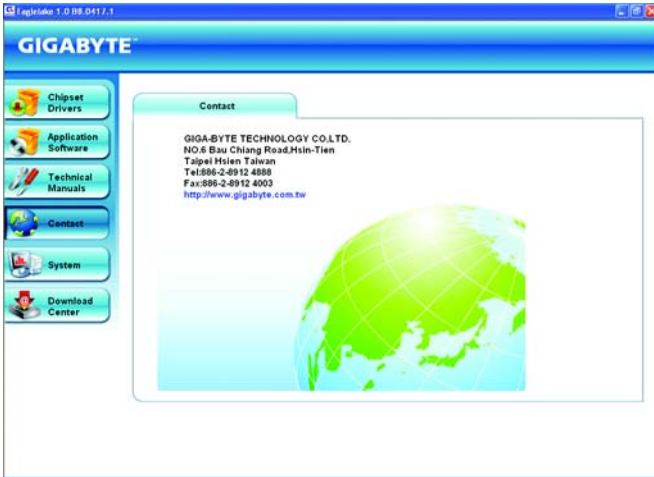 Eaglelake 1.0 B8.0417.1
GIGABYTE™
Chipset
Drivers
Application
Software
Technical
Manuals
Contact
System
Download
Center
Contact
GIGA-BYTE TECHNOLOGY CO.LTD.
NO.6 Bau Chiang Road,Hsin-Tien
Taipei Hsien Taiwan
Tel:886-2-8912 4888
Fax:886-2-8912 4003
http://www.gigabyte.com.tw